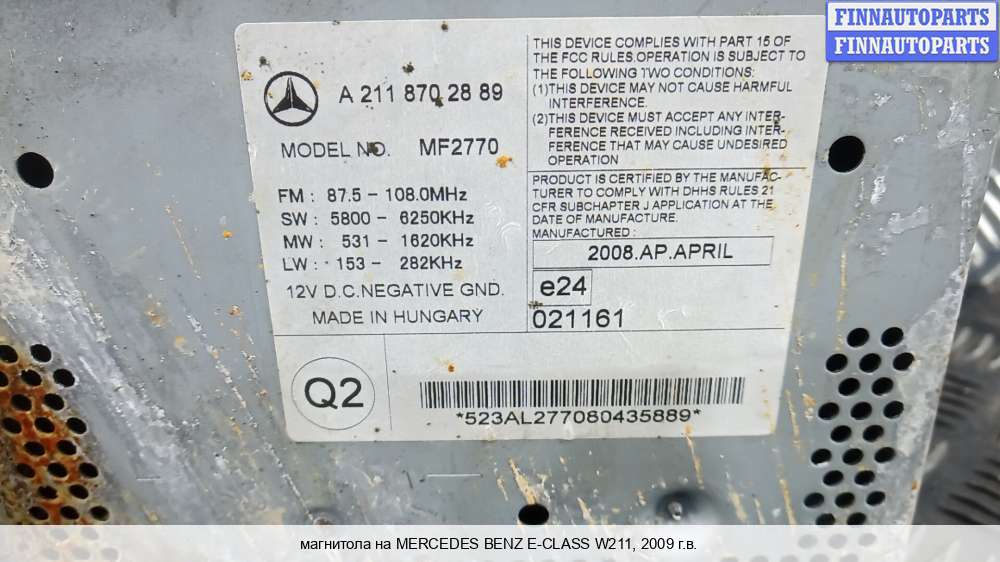 FINNAUTOPARTS
FINNAUTOPARTS
A 211 870 28 89
MODEL NO. MF2770
FM : 87.5 - 108.0MHz
SW : 5800 - 6250KHz
MW : 531 - 1620KHz
LW : 153 - 282KHz
12V D.C.NEGATIVE GND.
MADE IN HUNGARY
THIS DEVICE COMPLIES WITH PART 15 OF
THE FCC RULES.OPERATION IS SUBJECT TO
THE FOLLOWING TWO CONDITIONS:
(1)THIS DEVICE MAY NOT CAUSE HARMFUL
INTERFERENCE.
(2)THIS DEVICE MUST ACCEPT ANY INTER-
FERENCE RECEIVED INCLUDING INTER-
FERENCE THAT MAY CAUSE UNDESIRED
OPERATION
PRODUCT IS CERTIFIED BY THE MANUFAC-
TURER TO COMPLY WITH DHHS RULES 21
CFR SUBCHAPTER J APPLICATION AT THE
DATE OF MANUFACTURE.
MANUFACTURED :
2008.AP.APRIL
e24
021161
Q2
*523AL277080435889*
магнитола на MERCEDES BENZ E-CLASS W211, 2009 г.в.